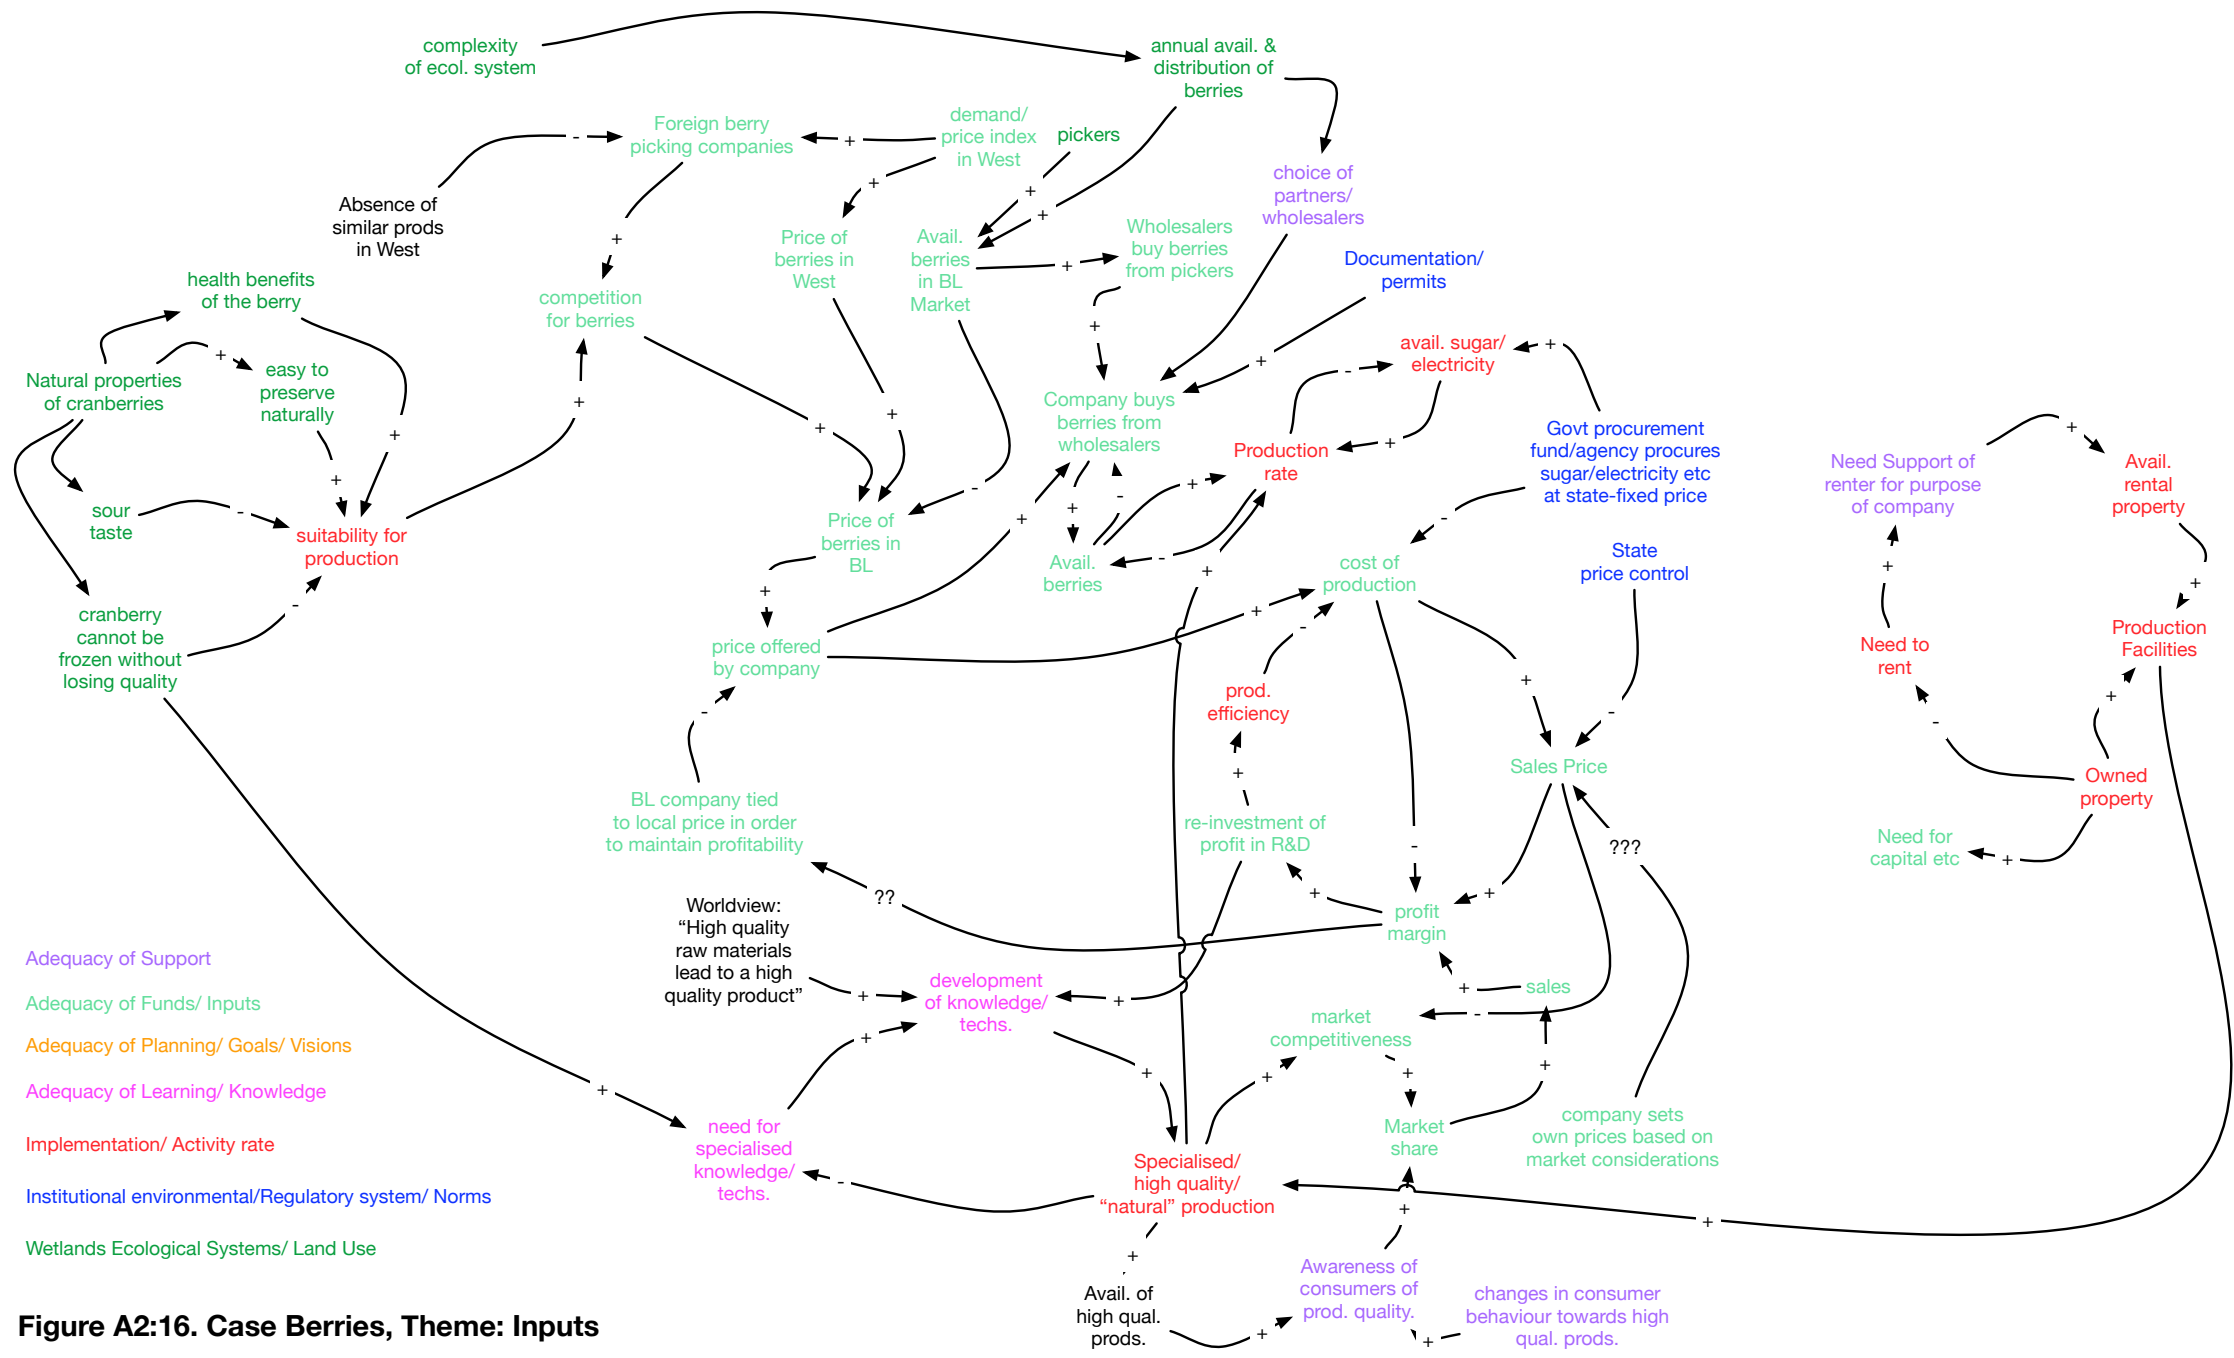 complexity
of ecol. system
annual avail. &
distribution of
berries
Foreign berry
picking companies
demand/
price index
in West
pickers
choice of
partners/
wholesalers
Absence of
similar prods
in West
Price of
berries in
West
Avail.
berries
in BL
Market
Wholesalers
buy berries
from pickers
Documentation/
permits
health benefits
of the berry
competition
for berries
avail. sugar/
electricity
Natural properties
of cranberries
easy to
preserve
naturally
Company buys
berries from
wholesalers
Production
rate
Govt procurement
fund/agency procures
sugar/electricity etc
at state-fixed price
Need Support of
renter for purpose
of company
Avail.
rental
property
sour
taste
suitability for
production
Price of
berries in
BL
Avail.
berries
cost of
production
State
price control
cranberry
cannot be
frozen without
losing quality
price offered
by company
Need to
rent
Production
Facilities
prod.
efficiency
Sales Price
Owned
property
BL company tied
to local price in order
to maintain profitability
re-investment of
profit in R&D
???
Need for
capital etc
??
Worldview:
“High quality
raw materials
lead to a high
quality product”
profit
margin
development
of knowledge/
techs.
sales
market
competitiveness
Adequacy of Support
Adequacy of Funds/ Inputs
Adequacy of Planning/ Goals/ Visions
Adequacy of Learning/ Knowledge
Implementation/ Activity rate
Institutional environmental/Regulatory system/ Norms
Wetlands Ecological Systems/ Land Use
need for
specialised
knowledge/
techs.
Specialised/
high quality/
“natural” production
Market
share
company sets
own prices based on
market considerations
Avail. of
high qual.
prods.
Awareness of
consumers of
prod. quality.
changes in consumer
behaviour towards high
qual. prods.
Figure A2:16. Case Berries, Theme: Inputs